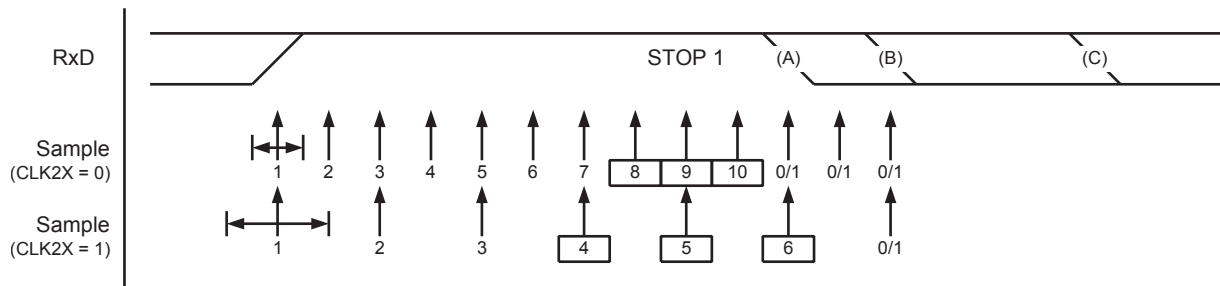 RxD STOP 1 (A) (B) (C)
Sample
(CLK2X = 0) 1 2 3 4 5 6 7 8 9 10 0/1 0/1 0/1
Sample
(CLK2X = 1) 1 2 3 4 5 6 0/1